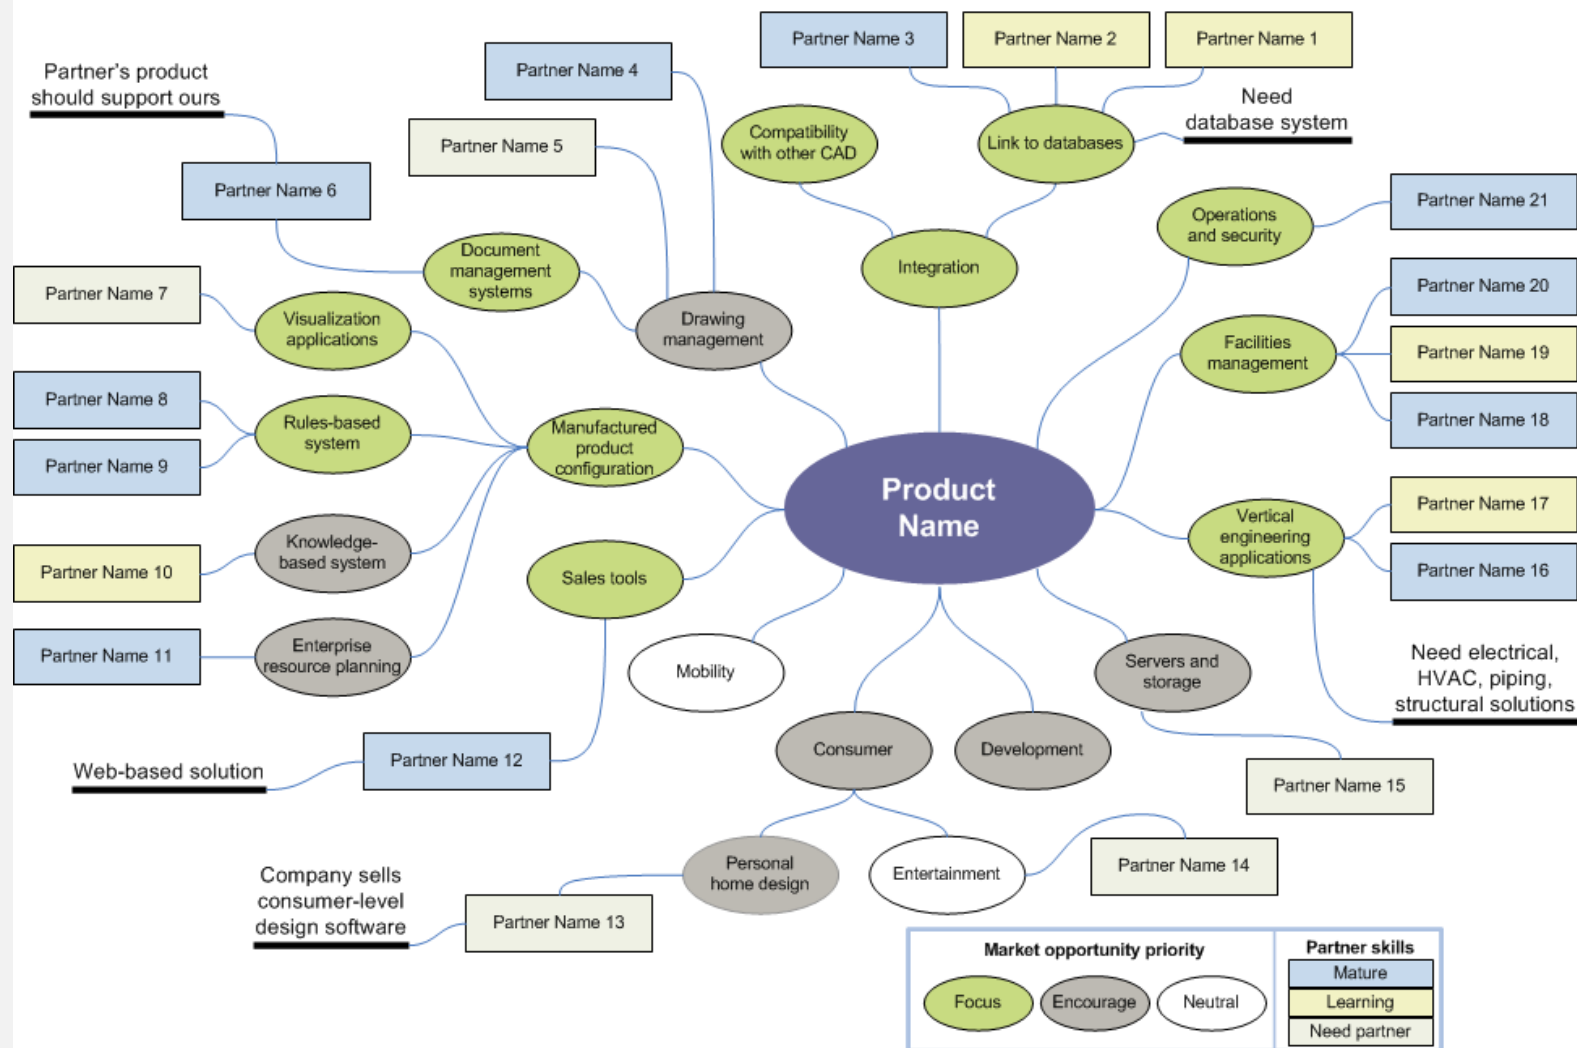 Partner Name 3
Partner Name 2
Partner Name 1
Partner Name 4
Partner's product
should support ours
Need
database system
Partner Name 5
Compatibility
with other CAD
Link to databases
Partner Name 6
Operations
and security
Partner Name 21
Document
management
systems
Integration
Partner Name 7
Visualization
applications
Drawing
management
Partner Name 20
Facilities
management
Partner Name 19
Partner Name 8
Rules-based
system
Manufactured
product
configuration
Partner Name 18
Partner Name 9
Product
Name
Partner Name 17
Vertical
engineering
applications
Knowledge-
based system
Partner Name 10
Sales tools
Partner Name 16
Partner Name 11
Enterprise
resource planning
Mobility
Servers and
storage
Need electrical,
HVAC, piping,
structural solutions
Consumer
Development
Web-based solution
Partner Name 12
Partner Name 15
Personal
home design
Entertainment
Partner Name 14
Company sells
consumer-level
design software
Partner Name 13
Market opportunity priority
Focus
Encourage
Neutral
Partner skills
Mature
Learning
Need partner